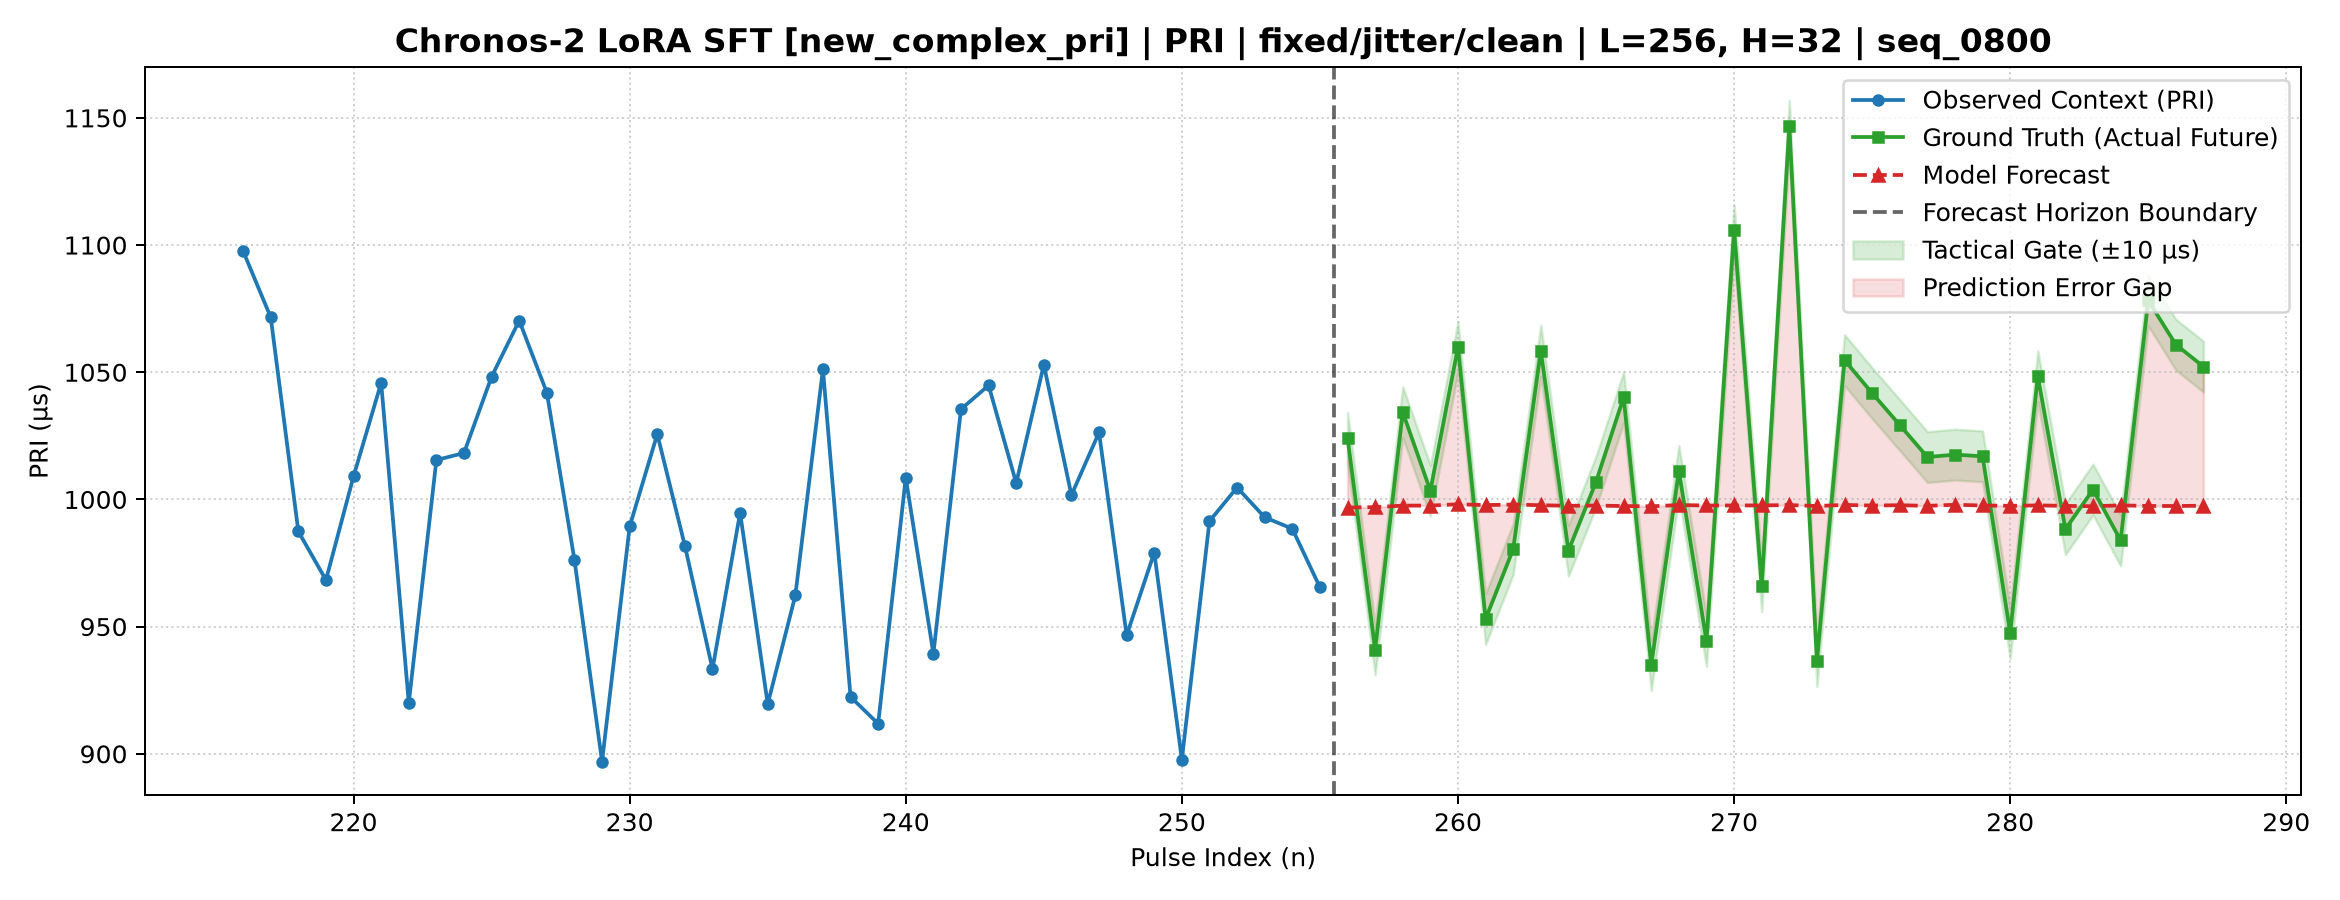 Chronos-2 LoRA SFT [new_complex_pri] | PRI | fixed/jitter/clean | L=256, H=32 | seq_0800
Observed Context (PRI)
Ground Truth (Actual Future)
Model Forecast
Forecast Horizon Boundary
Tactical Gate (±10 µs)
Prediction Error Gap
PRI (µs)
1150
1100
1050
1000
950
900
220 230 240 250 260 270 280 290
Pulse Index (n)